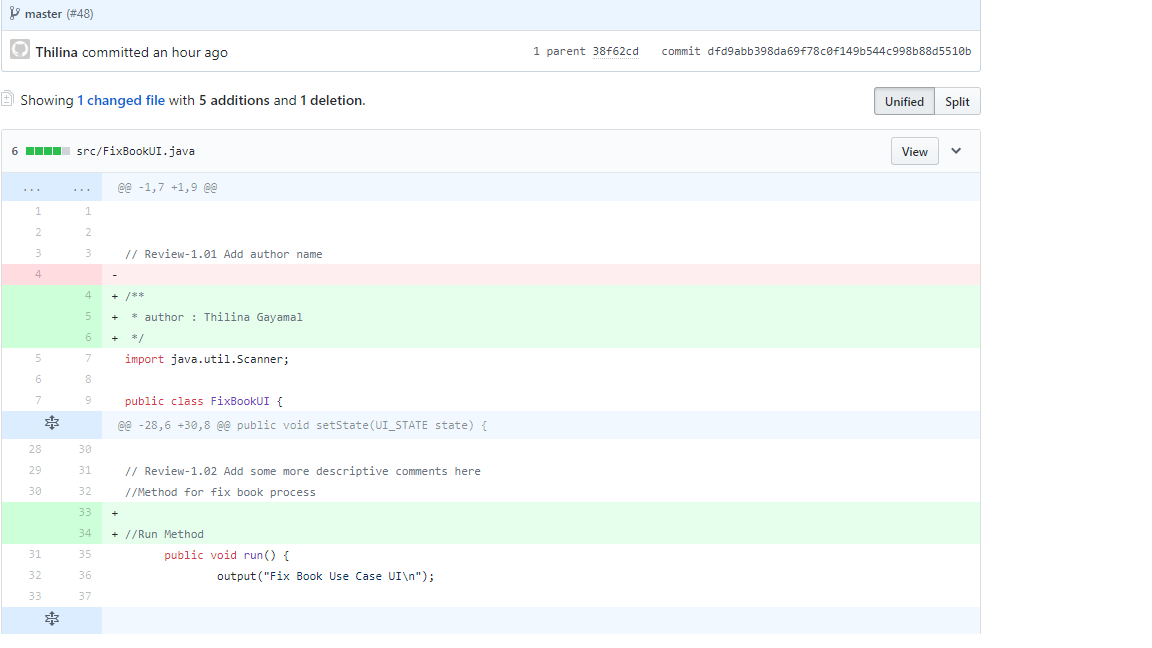 master (#48)
Thilina committed an hour ago 1 parent 38f62cd commit dfd9abb398da69f78c0f149b544c998b88d5510b
Showing 1 changed file with 5 additions and 1 deletion.
Unified Split
6 src/FixBookUI.java View
... ... @@ -1,7 +1,9 @@
1 1
2 2
3 3 // Review-1.01 Add author name
4 -
4 + /**
5 + * author : Thilina Gayamal
6 + */
5 7 import java.util.Scanner;
6 8
7 9 public class FixBookUI {
@@ -28,6 +30,8 @@ public void setState(UI_STATE state) {
28 30
29 31 // Review-1.02 Add some more descriptive comments here
30 32 //Method for fix book process
33 +
34 + //Run Method
31 35 public void run() {
32 36 output("Fix Book Use Case UI\n");
33 37